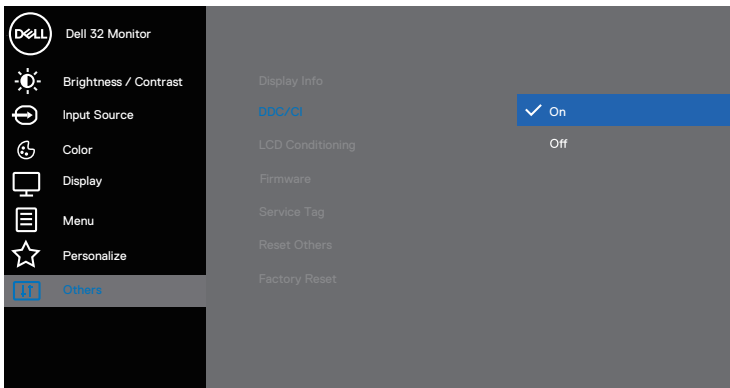 DELL
Dell 32 Monitor
Brightness / Contrast
Input Source
Color
Display
Menu
Personalize
Others
Display Info
DDC/CI
LCD Conditioning
Firmware
Service Tag
Reset Others
Factory Reset
On
Off